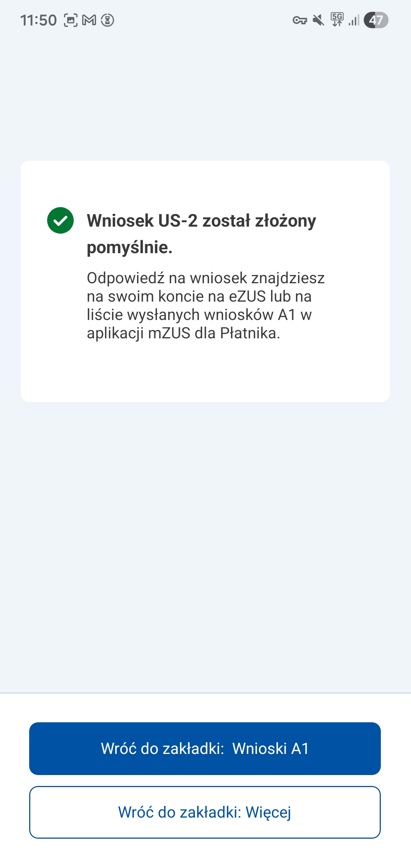 11:50
5G
47
Wniosek US-2 został złożony
pomyślnie.
Odpowiedź na wniosek znajdziesz
na swoim koncie na eZUS lub na
liście wysłanych wniosków A1 w
aplikacji mZUS dla Płatnika.
Wróć do zakładki:  Wnioski A1
Wróć do zakładki: Więcej